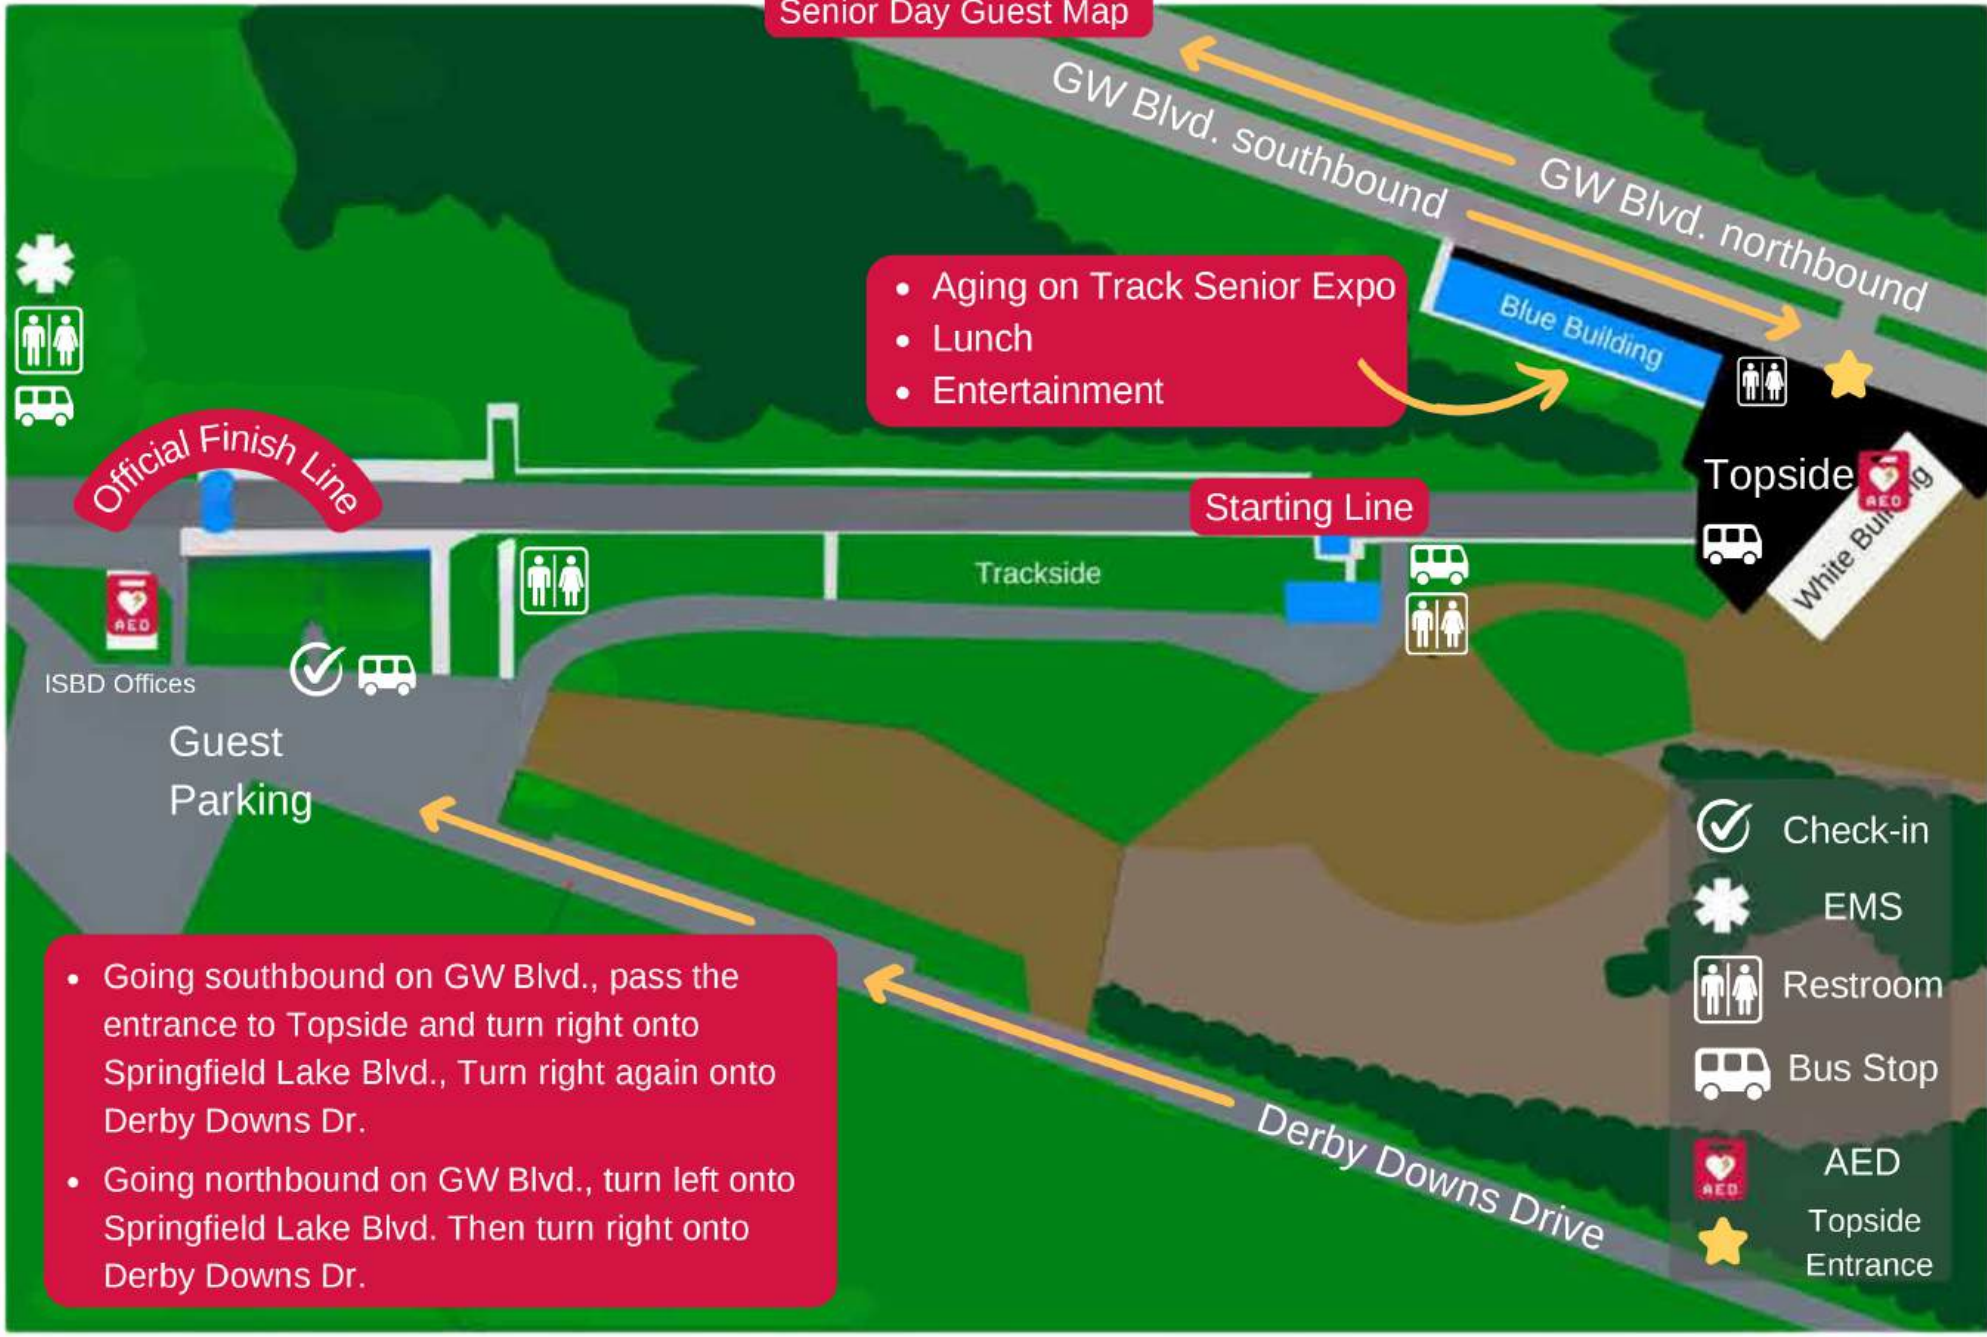 Senior Day Guest Map
GW Blvd. southbound
GW Blvd. northbound
• Aging on Track Senior Expo
• Lunch
• Entertainment
Blue Building
Official Finish Line
Starting Line
Topside
AED
White
Trackside
AED
ISBD Offices
Guest
Parking
Derby Downs Drive
• Going southbound on GW Blvd., pass the
entrance to Topside and turn right onto
Springfield Lake Blvd., Turn right again onto
Derby Downs Dr.
• Going northbound on GW Blvd., turn left onto
Springfield Lake Blvd. Then turn right onto
Derby Downs Dr.
Check-in
EMS
Restroom
Bus Stop
AED
AED
Topside
Entrance